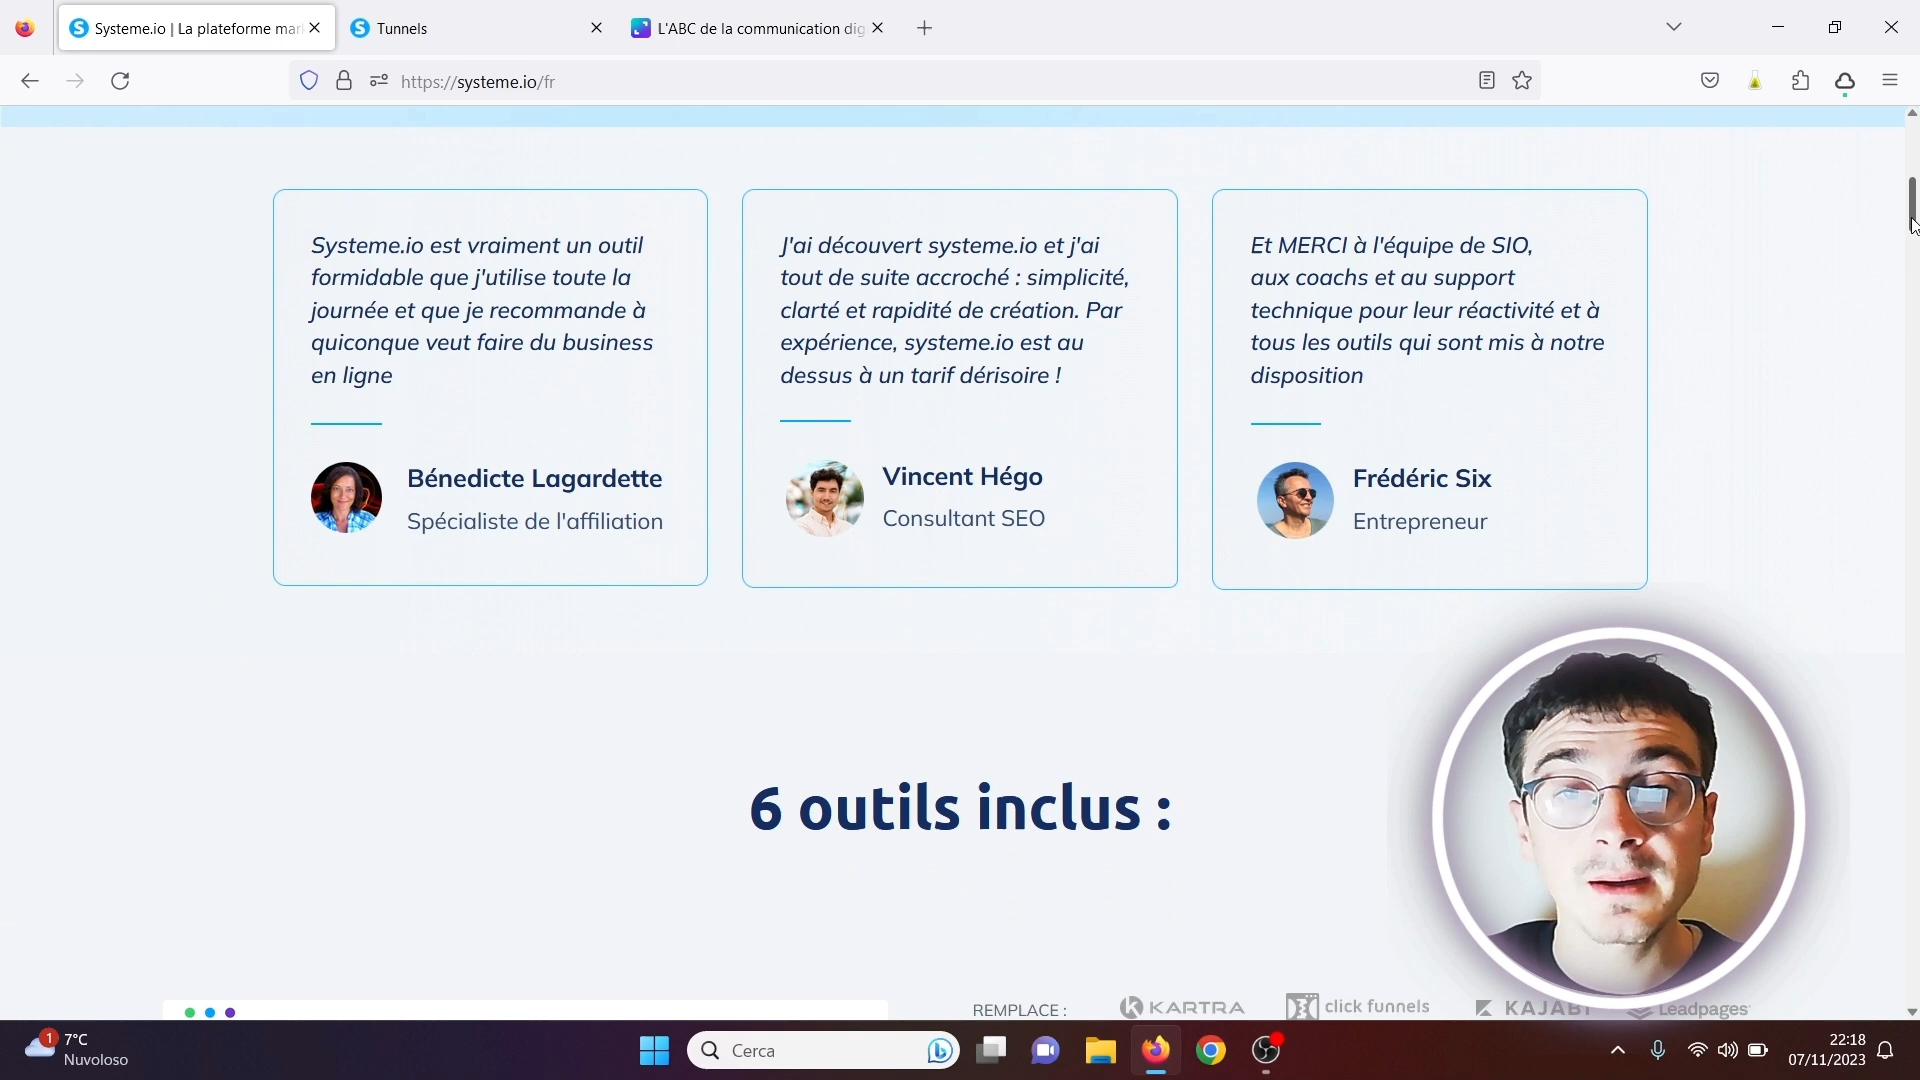 Systeme.io | La plateforme mar
Tunnels
L'ABC de la communication dig
https://systeme.io/fr
Systeme.io est vraiment un outil
formidable que j'utilise toute la
journée et que je recommande à
quiconque veut faire du business
en ligne
Bénedicte Lagardette
Spécialiste de l'affiliation
J'ai découvert systeme.io et j'ai
tout de suite accroché : simplicité,
clarté et rapidité de création. Par
expérience, systeme.io est au
dessus à un tarif dérisoire !
Vincent Hégo
Consultant SEO
Et MERCI à l'équipe de SIO,
aux coachs et au support
technique pour leur réactivité et à
tous les outils qui sont mis à notre
disposition
Frédéric Six
Entrepreneur
6 outils inclus :
REMPLACE :
KARTRA
click funnels
KAJABI
Leadpages
1
7°C
Nuvoloso
Cerca
22:18
07/11/2023